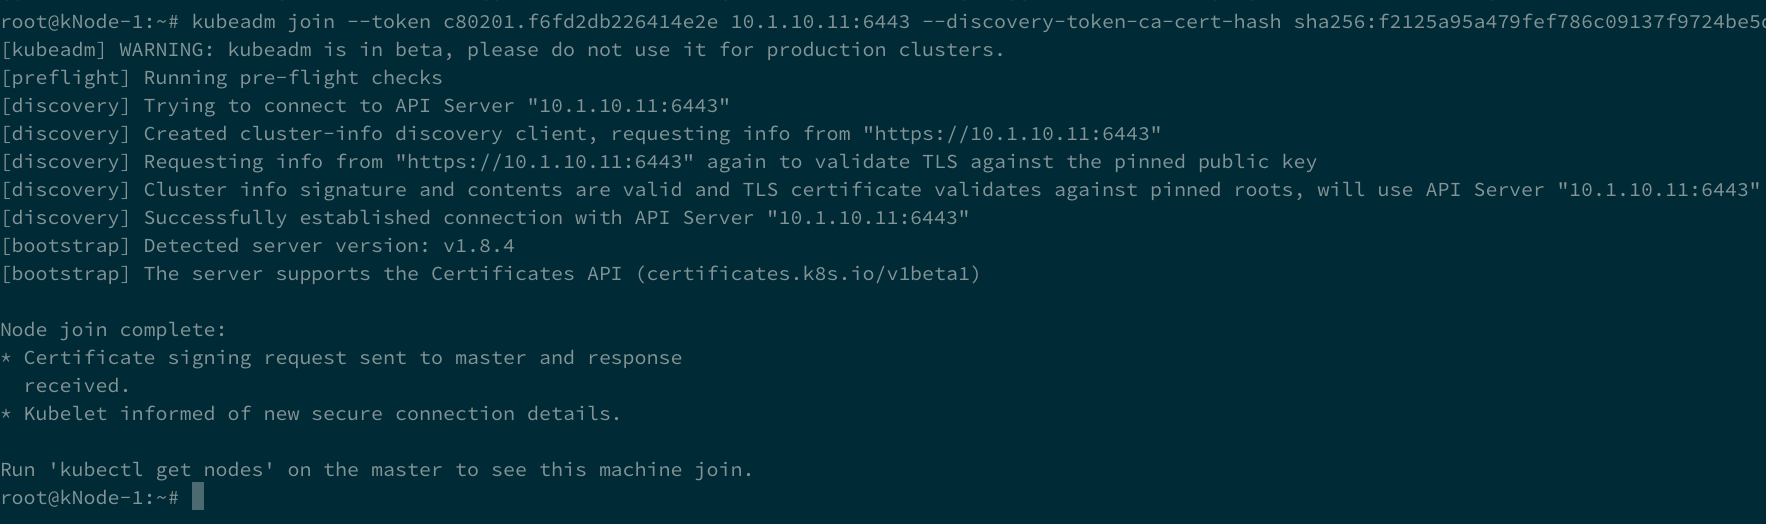 root@kNode-1:~# kubeadm join --token c80201.f6fd2db226414e2e 10.1.10.11:6443 --discovery-token-ca-cert-hash sha256:f2125a95a479fef786c09137f9724be5
[kubeadm] WARNING: kubeadm is in beta, please do not use it for production clusters.
[preflight] Running pre-flight checks
[discovery] Trying to connect to API Server "10.1.10.11:6443"
[discovery] Created cluster-info discovery client, requesting info from "https://10.1.10.11:6443"
[discovery] Requesting info from "https://10.1.10.11:6443" again to validate TLS against the pinned public key
[discovery] Cluster info signature and contents are valid and TLS certificate validates against pinned roots, will use API Server "10.1.10.11:6443"
[discovery] Successfully established connection with API Server "10.1.10.11:6443"
[bootstrap] Detected server version: v1.8.4
[bootstrap] The server supports the Certificates API (certificates.k8s.io/v1beta1)
Node join complete:
* Certificate signing request sent to master and response
received.
* Kubelet informed of new secure connection details.
Run 'kubectl get nodes' on the master to see this machine join.
root@kNode-1:~#